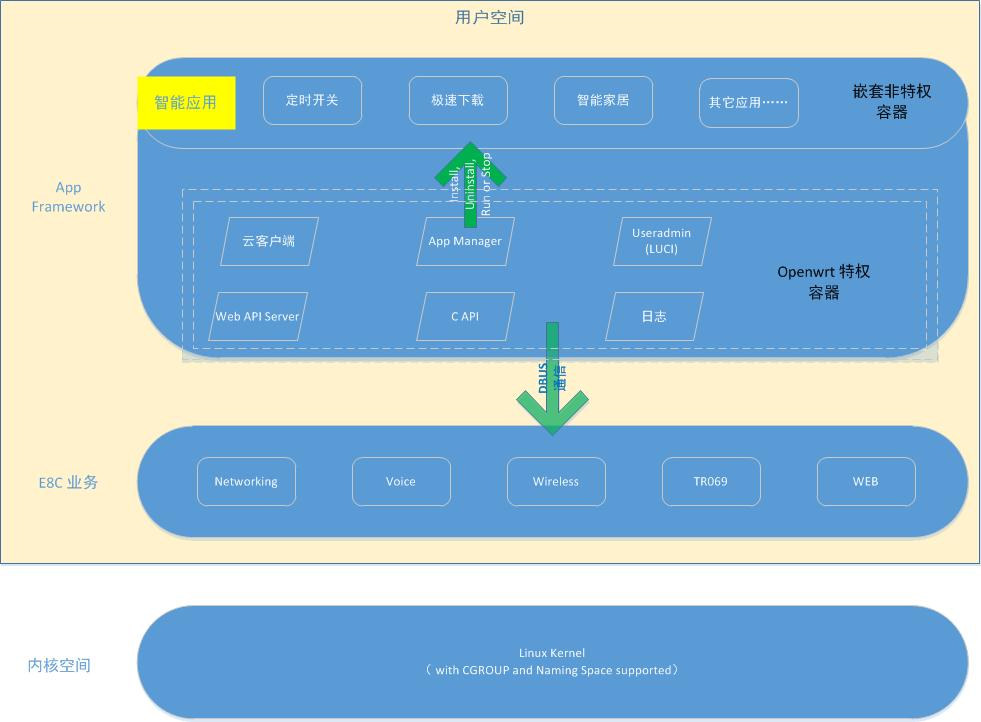 用户空间
智能应用
定时开关
极速下载
智能家居
其它应用……
嵌套非特权
容器
App
Framework
Install,
Uninhstall,
Run or Stop
云客户端
App Manager
Useradmin
(LUCI)
Openwrt 特权
容器
Web API Server
C API
日志
DBUS
通信
E8C 业务
Networking
Voice
Wireless
TR069
WEB
内核空间
Linux Kernel
( with CGROUP and Naming Space supported)